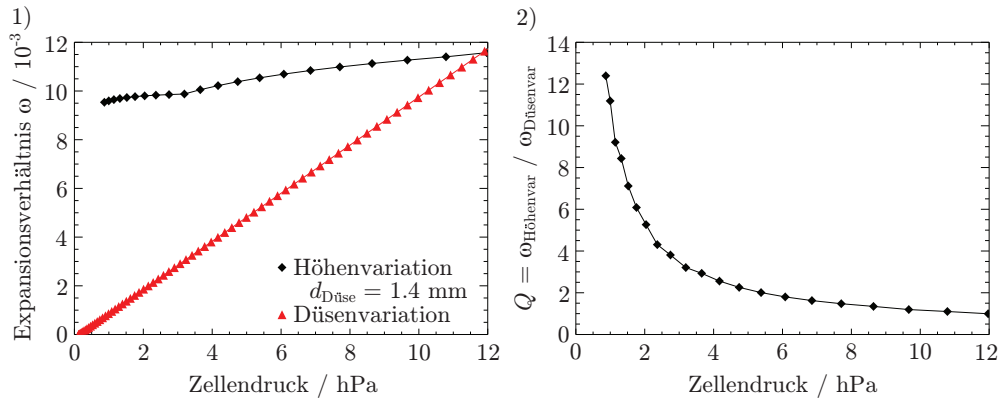 1)
Expansionsverhältnis ω / 10⁻³
12
10
8
6
4
2
0
0 2 4 6 8 10 12
Zellendruck / hPa
Höhenvariation
d_Düse = 1.4 mm
Düsenvariation
2)
Q = ω_Höhenvar / ω_Düsenvar
14
12
10
8
6
4
2
0
0 2 4 6 8 10 12
Zellendruck / hPa